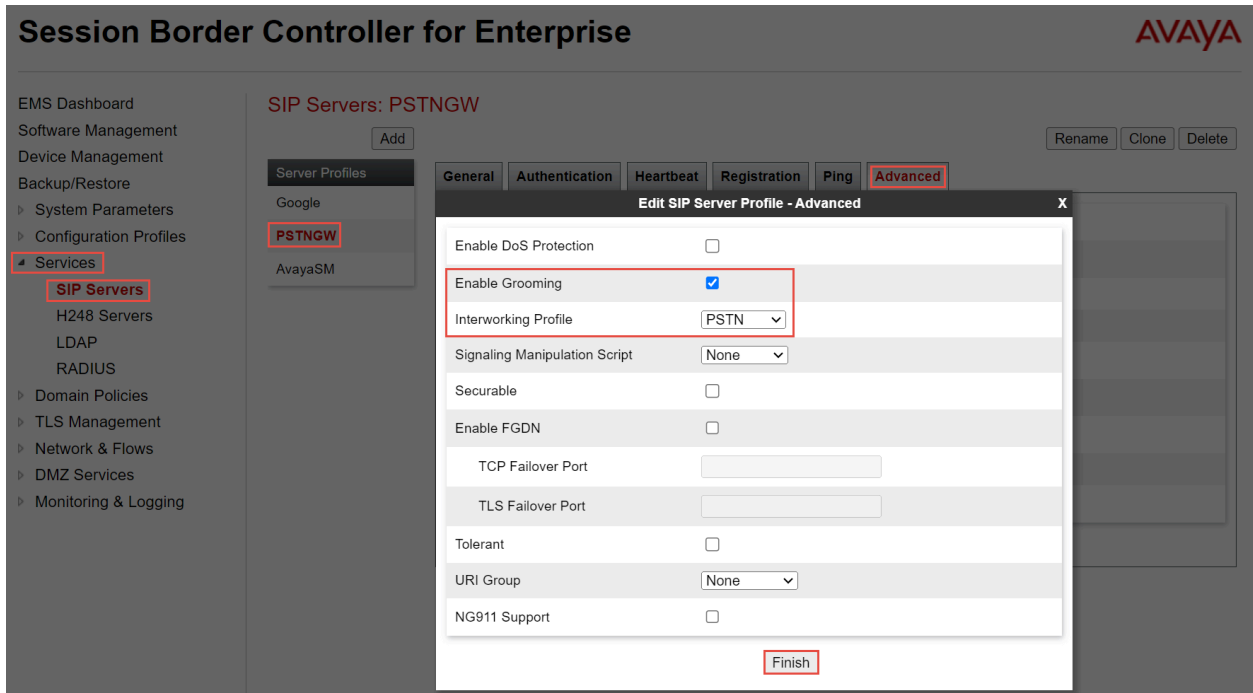 Session Border Controller for Enterprise
AVAYA
EMS Dashboard
Software Management
Device Management
Backup/Restore
System Parameters
Configuration Profiles
Services
SIP Servers
H248 Servers
LDAP
RADIUS
Domain Policies
TLS Management
Network & Flows
DMZ Services
Monitoring & Logging
SIP Servers: PSTNGW
Add
Rename Clone Delete
Server Profiles
Google
PSTNGW
AvayaSM
General Authentication Heartbeat Registration Ping Advanced
Edit SIP Server Profile - Advanced X
Enable DoS Protection
Enable Grooming
Interworking Profile PSTN
Signaling Manipulation Script None
Securable
Enable FGDN
TCP Failover Port
TLS Failover Port
Tolerant
URI Group None
NG911 Support
Finish